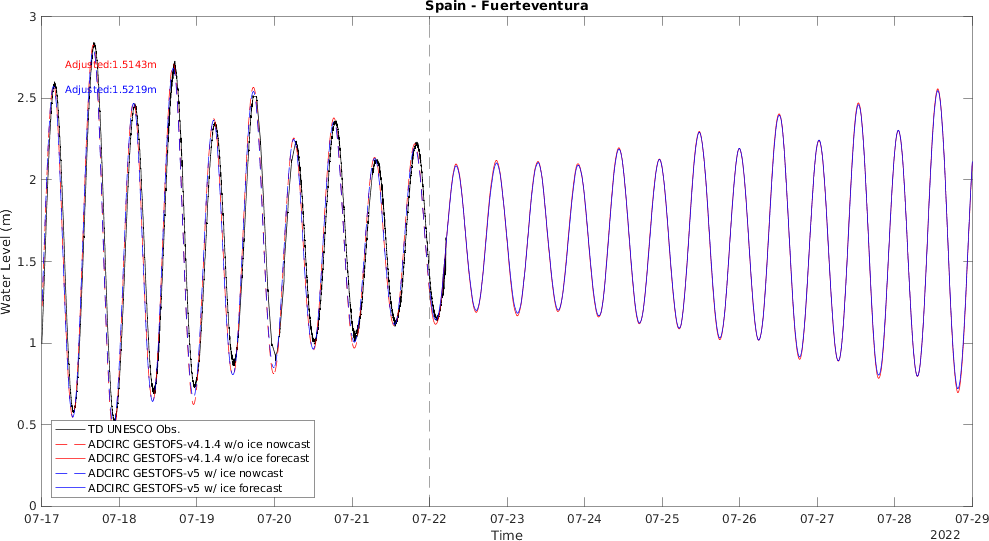 Spain - Fuerteventura
3
2.5
2
1.5
1
0.5
0
Water Level (m)
Adjusted:1.5143m
Adjusted:1.5219m
TD UNESCO Obs.
ADCIRC GESTOFS-v4.1.4 w/o ice nowcast
ADCIRC GESTOFS-v4.1.4 w/o ice forecast
ADCIRC GESTOFS-v5 w/ ice nowcast
ADCIRC GESTOFS-v5 w/ ice forecast
07-17 07-18 07-19 07-20 07-21 07-22 07-23 07-24 07-25 07-26 07-27 07-28 07-29
Time
2022